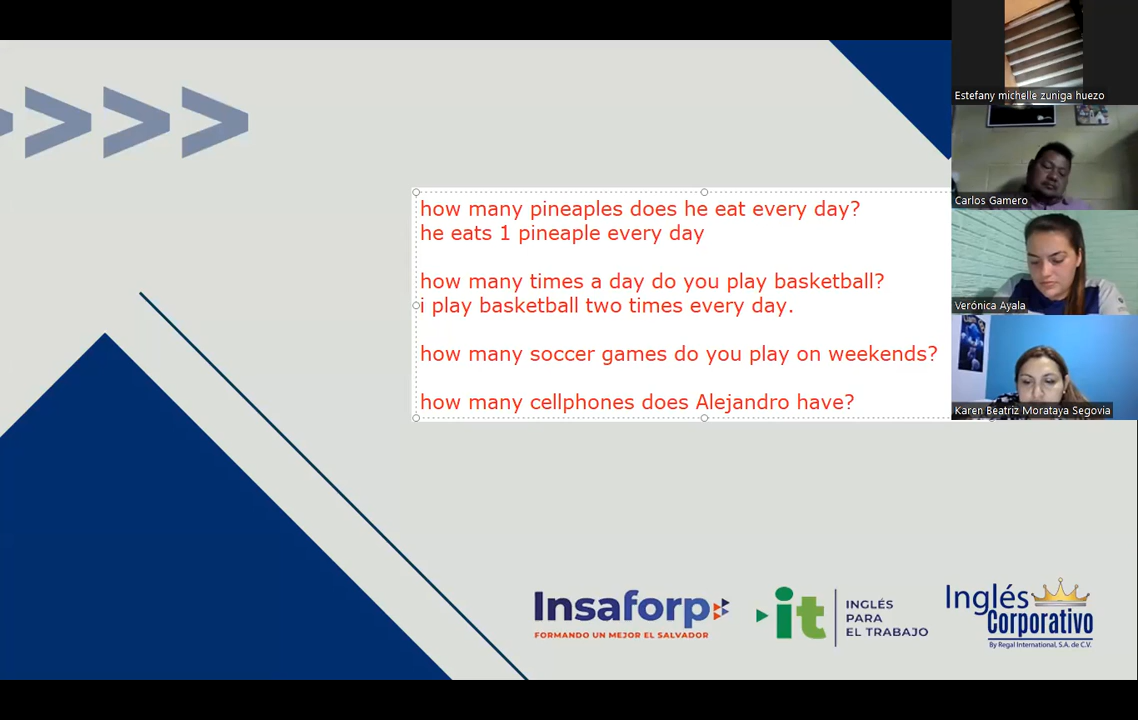 how many pineaples does he eat every day?
he eats 1 pineaple every day
how many times a day do you play basketball?
i play basketball two times every day.
how many soccer games do you play on weekends?
how many cellphones does Alejandro have?
Estefany michelle zuniga huezo
Carlos Gamero
Verónica Ayala
Karen Beatriz Morataya Segovia
Insaforp
FORMANDO UN MEJOR EL SALVADOR
it
INGLÉS
PARA
EL TRABAJO
Inglés
Corporativo
By Regal International, S.A. de C.V.